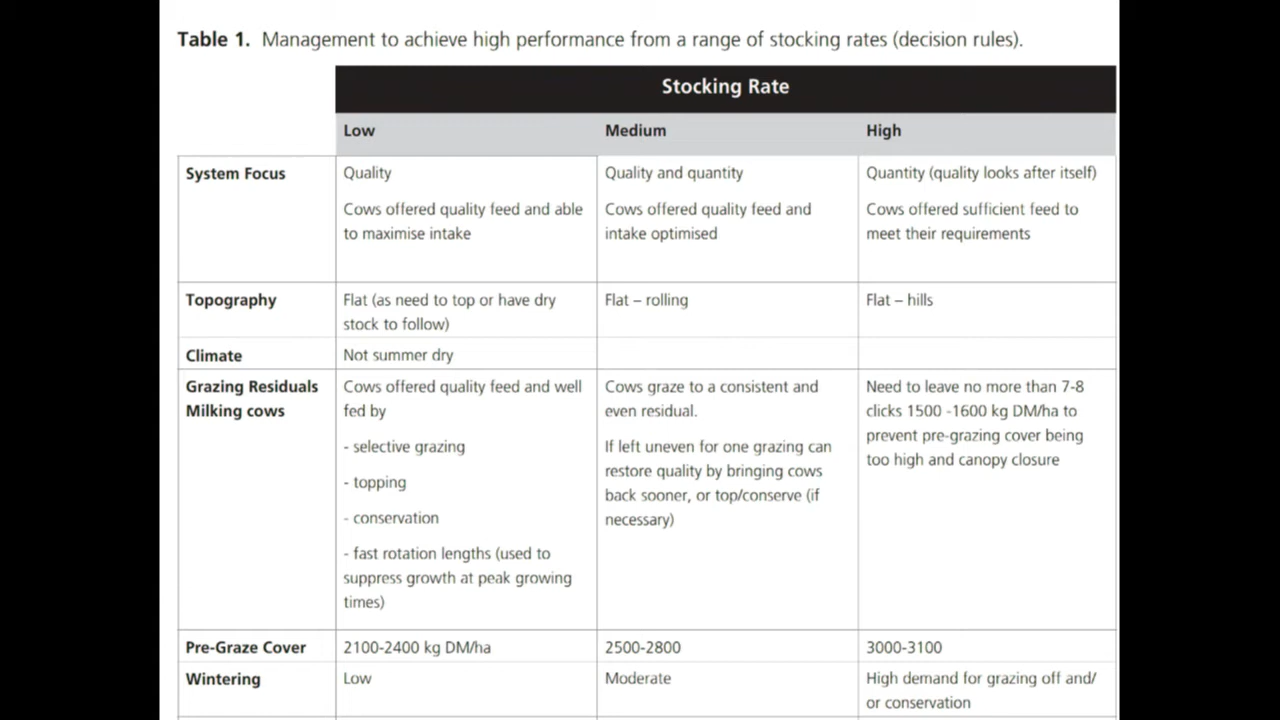 Table 1. Management to achieve high performance from a range of stocking rates (decision rules).
Stocking Rate
Low Medium High
System Focus
Quality
Cows offered quality feed and able
to maximise intake
Quality and quantity
Cows offered quality feed and
intake optimised
Quantity (quality looks after itself)
Cows offered sufficient feed to
meet their requirements
Topography
Flat (as need to top or have dry
stock to follow)
Flat – rolling
Flat – hills
Climate
Not summer dry
Grazing Residuals
Milking cows
Cows offered quality feed and well
fed by
- selective grazing
- topping
- conservation
- fast rotation lengths (used to
suppress growth at peak growing
times)
Cows graze to a consistent and
even residual.
If left uneven for one grazing can
restore quality by bringing cows
back sooner, or top/conserve (if
necessary)
Need to leave no more than 7-8
clicks 1500 -1600 kg DM/ha to
prevent pre-grazing cover being
too high and canopy closure
Pre-Graze Cover
2100-2400 kg DM/ha
2500-2800
3000-3100
Wintering
Low
Moderate
High demand for grazing off and/
or conservation